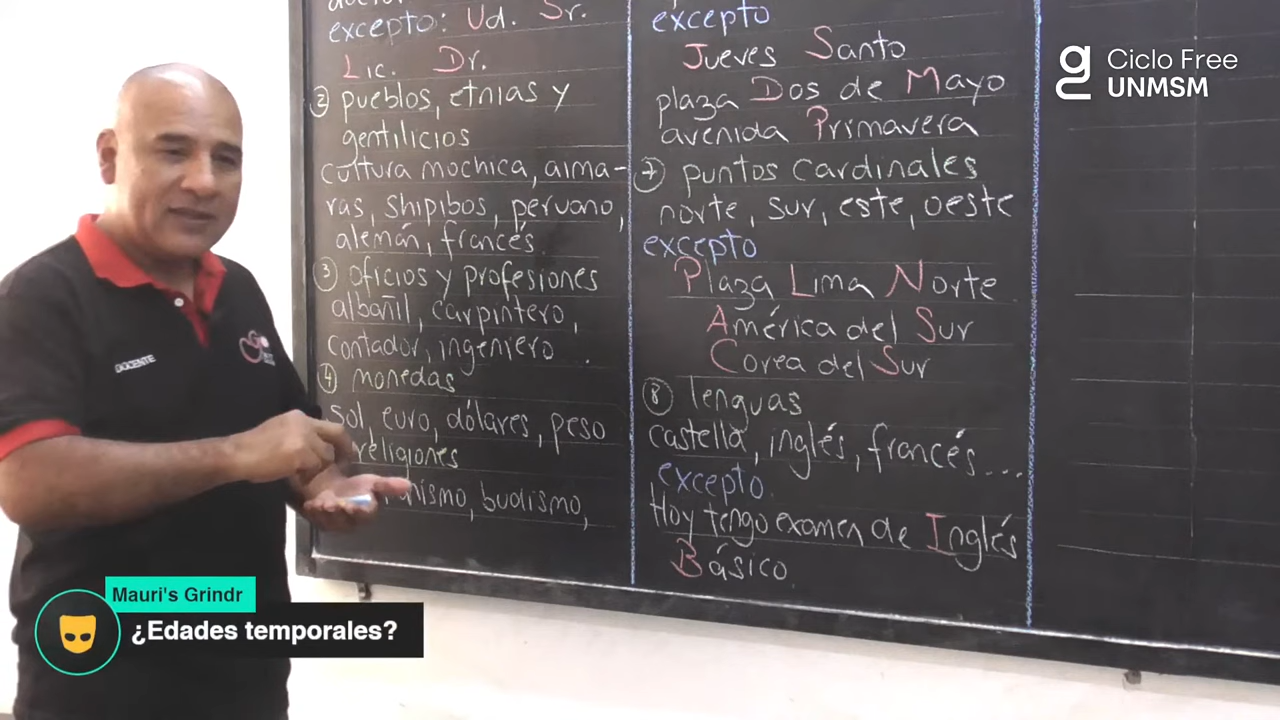 excepto: Ud. Sr.
Lic. Dr.
② pueblos, etnias y
gentilicios
cultura mochica, aima-
ras, shipibos, peruano,
alemán, francés
③ oficios y profesiones
albañil, carpintero,
contador, ingeniero...
④ monedas
sol, euro, dólares, peso
religiones
budismo,
excepto
Jueves Santo
plaza Dos de Mayo
avenida Primavera
⑦ puntos cardinales
norte, sur, este, oeste
excepto
Plaza Lima Norte
América del Sur
Corea del Sur
⑧ lenguas
castella, inglés, francés....
excepto.
Hoy tengo examen de Inglés
Básico.
g Ciclo Free
UNMSM
DOCENTE
Mauri's Grindr
¿Edades temporales?